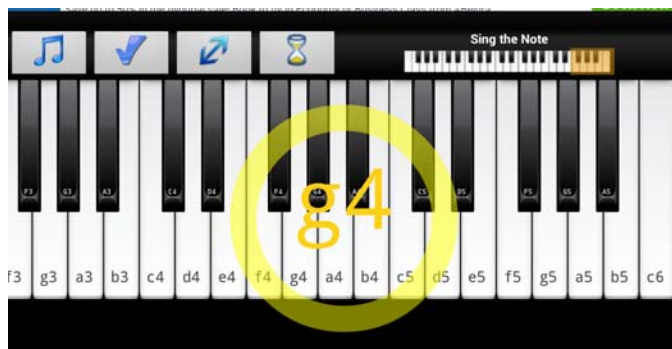 Sing the Note
F3 G3 A3 C4 D4 F4 G4 C5 D5 F5 G5 A5
g4
f3 g3 a3 b3 c4 d4 e4 f4 g4 a4 b4 c5 d5 e5 f5 g5 a5 b5 c6